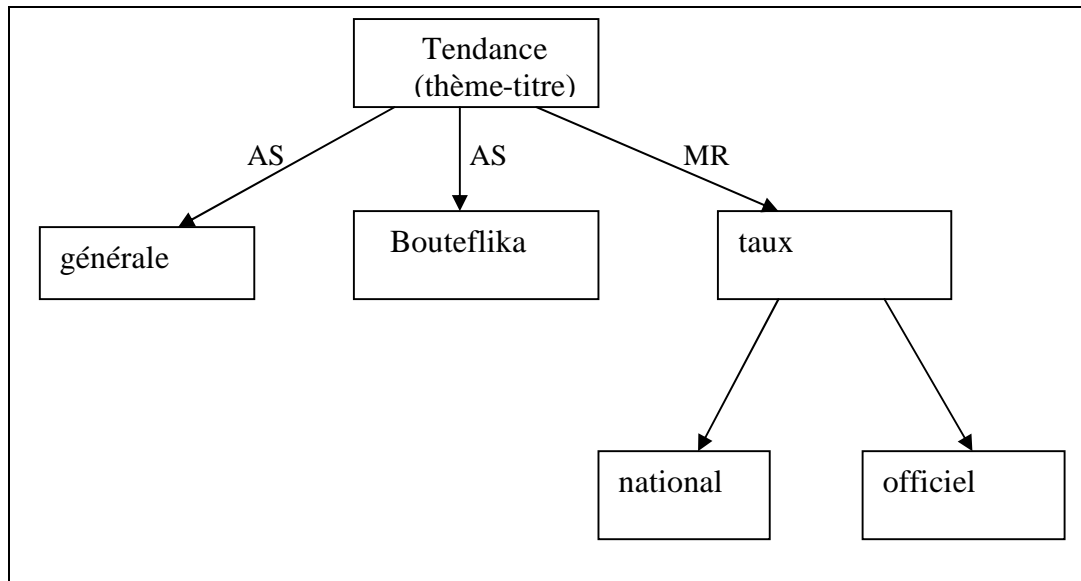 Tendance
(thème-titre)
AS
AS
MR
générale
Bouteflika
taux
national
officiel